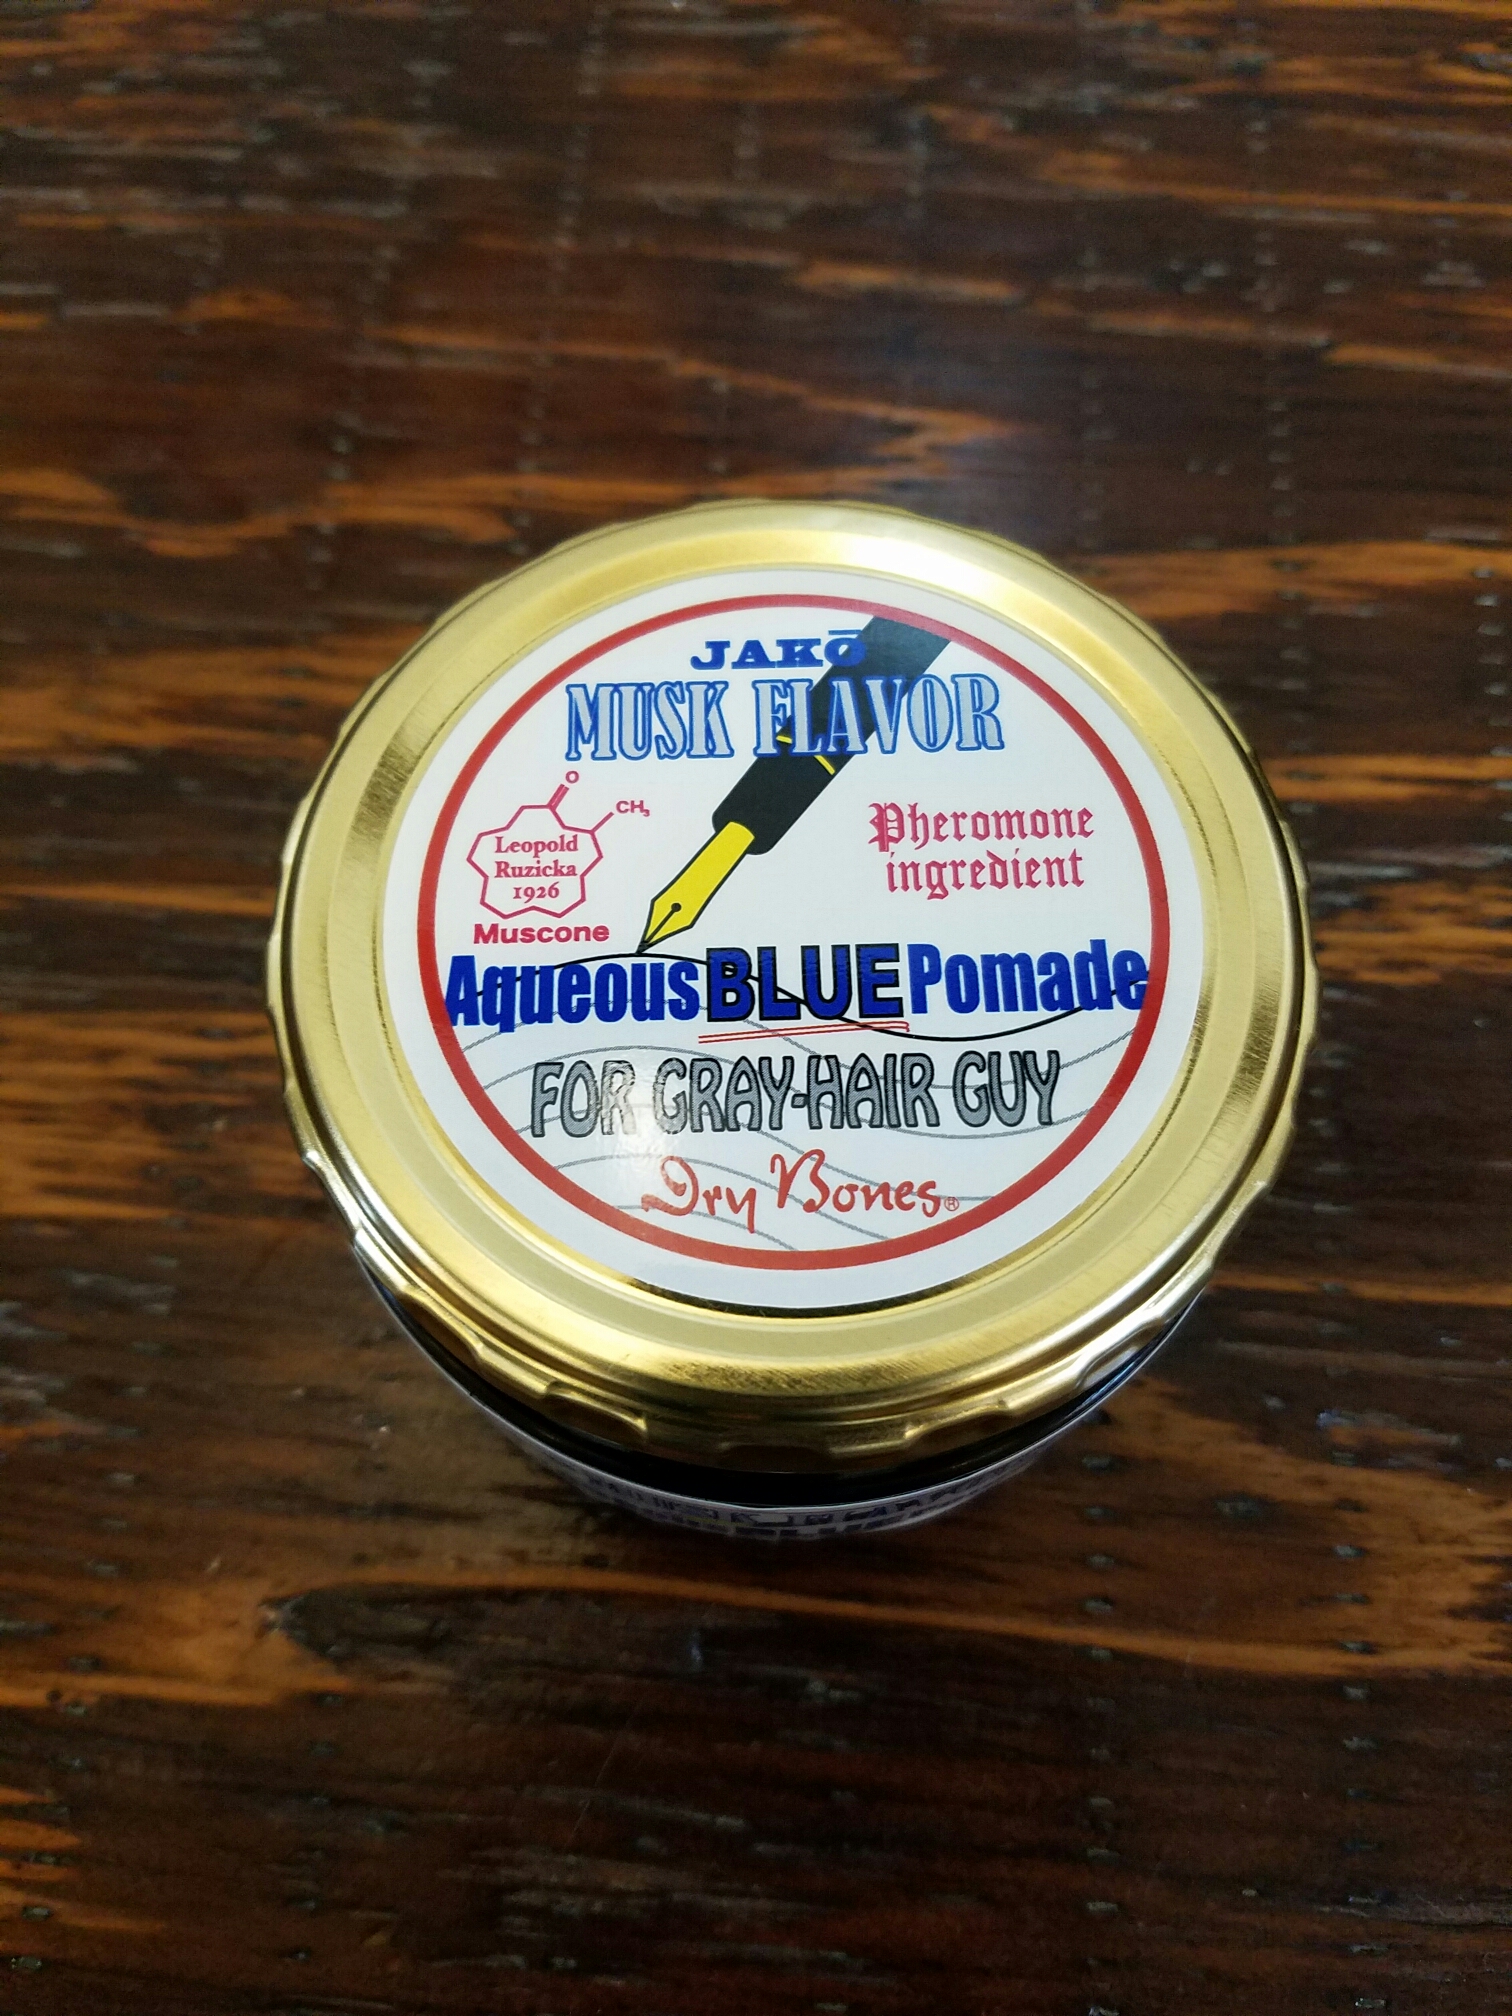 JAKŌ
MUSK FLAVOR
O
CH₃
Leopold
Ruzicka
1926
Muscone
Pheromone
ingredient
Aqueous BLUE Pomade
FOR GRAY-HAIR GUY
Dry Bones®